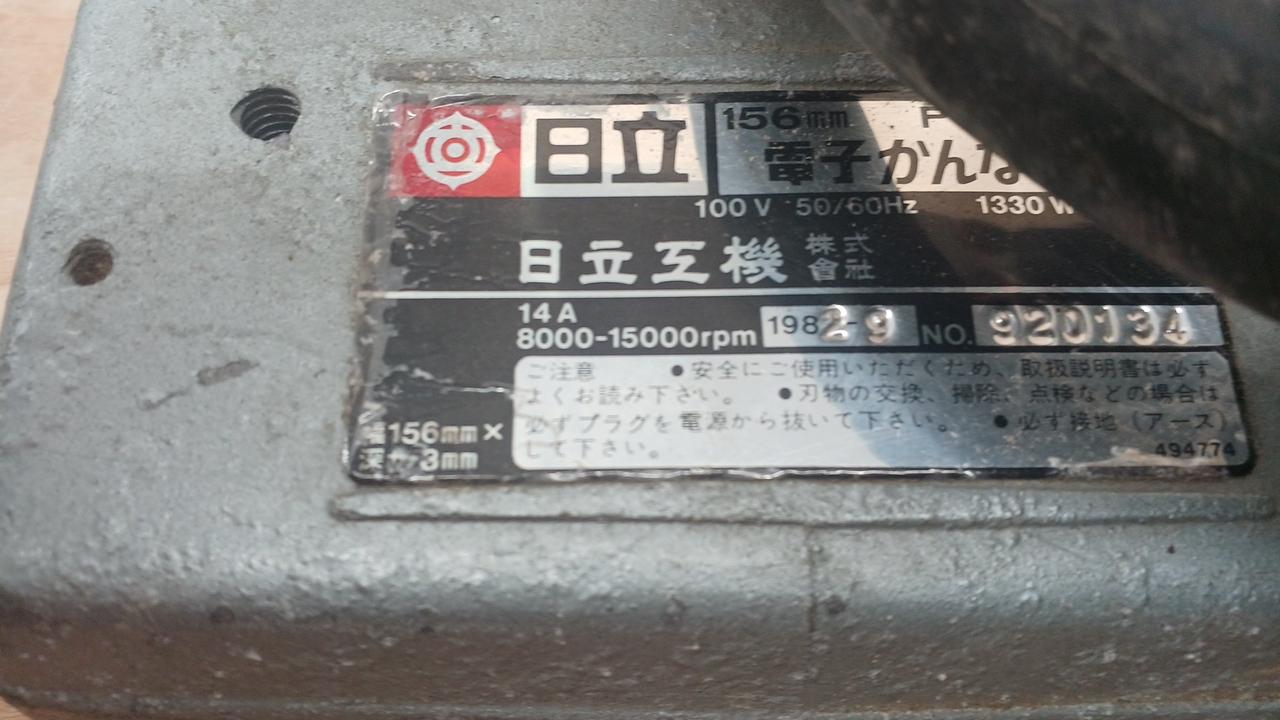 日立
156mm P
電子かんな
100V 50/60Hz 1330W
日立工機 株式會社
14A
8000-15000rpm 1982-9 NO. 920134
ご注意 ●安全にご使用いただくため、取扱説明書は必ず
よくお読み下さい。 ●刃物の交換、掃除、点検などの場合は
必ずプラグを電源から抜いて下さい。 ●必ず接地(アース)
して下さい。
494774
幅156mm×
深さ3mm